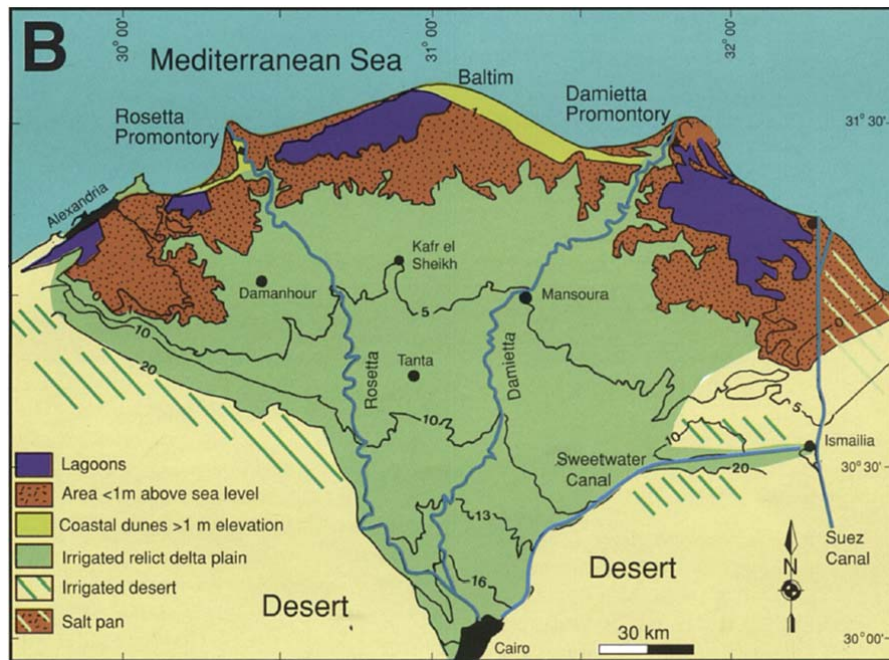 B
30° 00'
31° 00'
32° 00'
Mediterranean Sea
Baltim
Rosetta
Promontory
Damietta
Promontory
31° 30'
Alexandria
1
Kafr el
Sheikh
Damanhour
Mansoura
0
0
5
10
5
20
Tanta
Rosetta
Damietta
10
10
Ismailia
Sweetwater
Canal
20
30° 30'
Lagoons
Area <1m above sea level
Coastal dunes >1 m elevation
13
Suez
Canal
Irrigated relict delta plain
16
N
Irrigated desert
Desert
Desert
Salt pan
30 km
Cairo
30° 00'